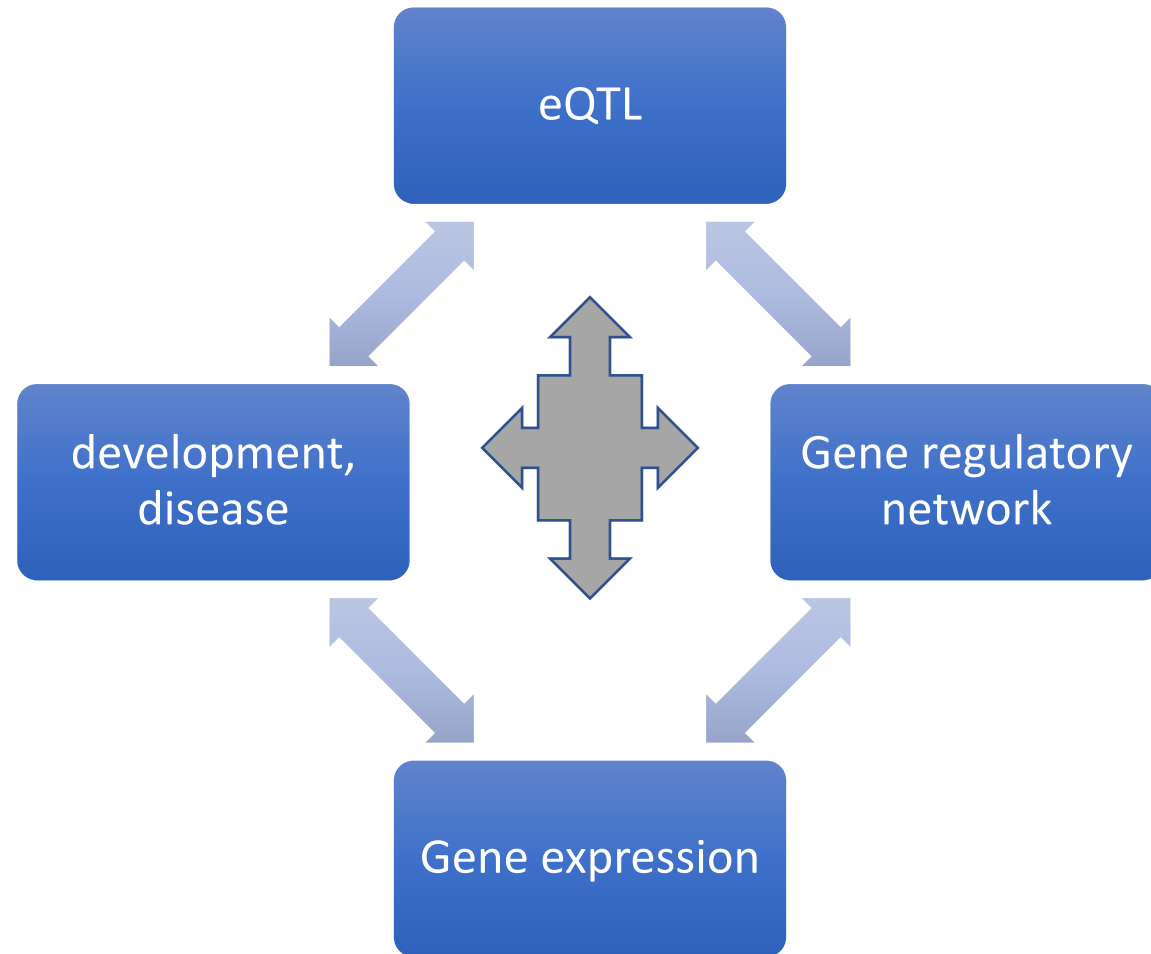 eQTL
development,
disease
Gene regulatory
network
Gene expression